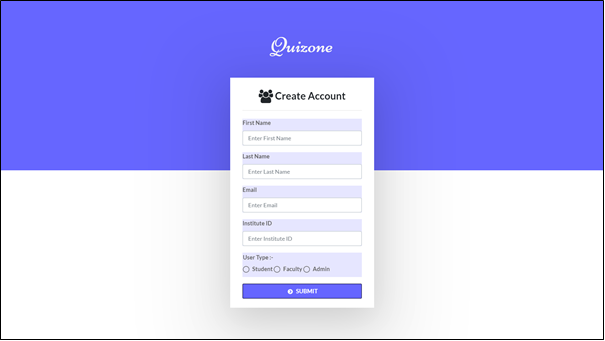 Quizone
Create Account
First Name
Enter First Name
Last Name
Enter Last Name
Email
Enter Email
Institute ID
Enter Institute ID
User Type :-
Student Faculty Admin
SUBMIT